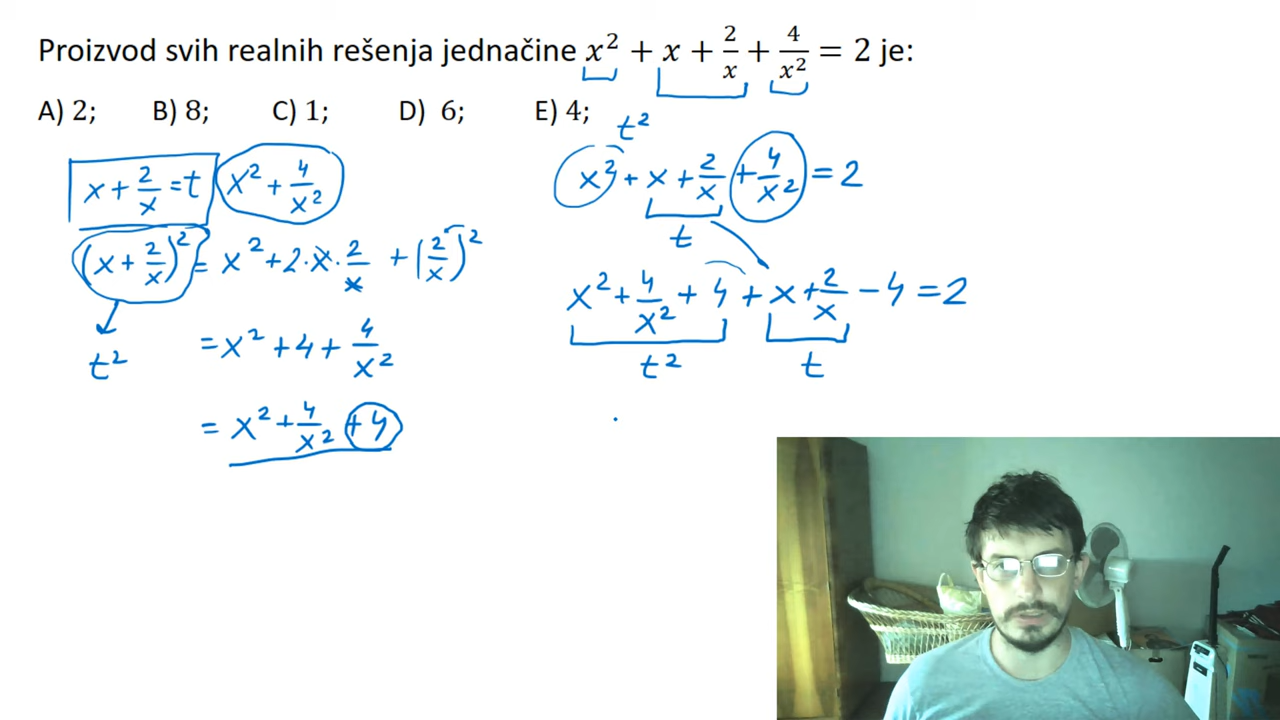 Proizvod svih realnih rešenja jednačine x² + x + 2/x + 4/x² = 2 je:
A) 2; B) 8; C) 1; D) 6; E) 4;
x + 2/x = t
x² + 4/x²
(x + 2/x)² = x² + 2·x·2/x + (2/x)²
t²
= x² + 4 + 4/x²
= x² + 4/x² + 4
t²
x² + x + 2/x + 4/x² = 2
t
x² + 4/x² + 4 + x + 2/x − 4 = 2
t² t